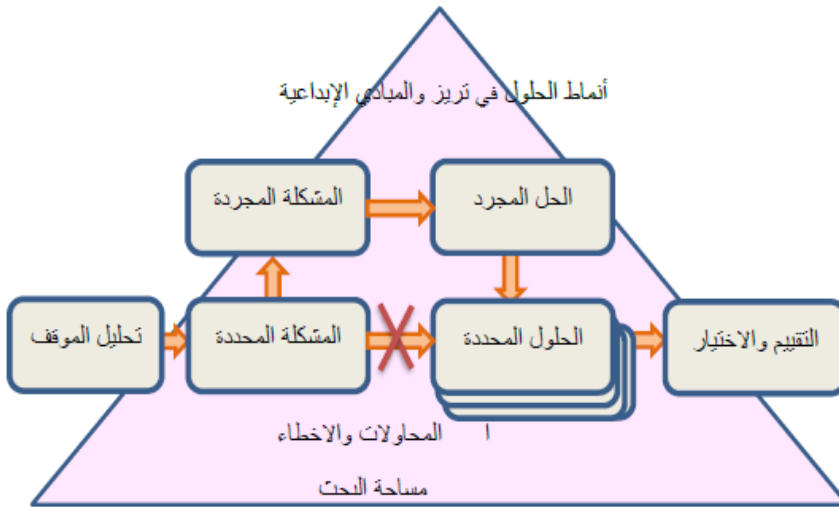 أنماط الحلول في تريز والمبادي الإبداعية
الحل المجرد
المشكلة المجردة
تحليل الموقف
المشكلة المحددة
الحلول المحددة
التقييم والاختيار
ا المحاولات والاخطاء
مساحة البحث